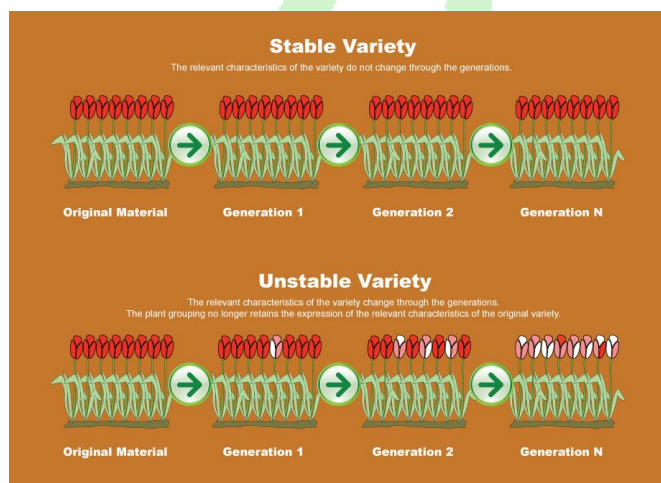 Stable Variety
The relevant characteristics of the variety do not change through the generations.
Original Material
Generation 1
Generation 2
Generation N
Unstable Variety
The relevant characteristics of the variety change through the generations.
The plant grouping no longer retains the expression of the relevant characteristics of the original variety.
Original Material
Generation 1
Generation 2
Generation N